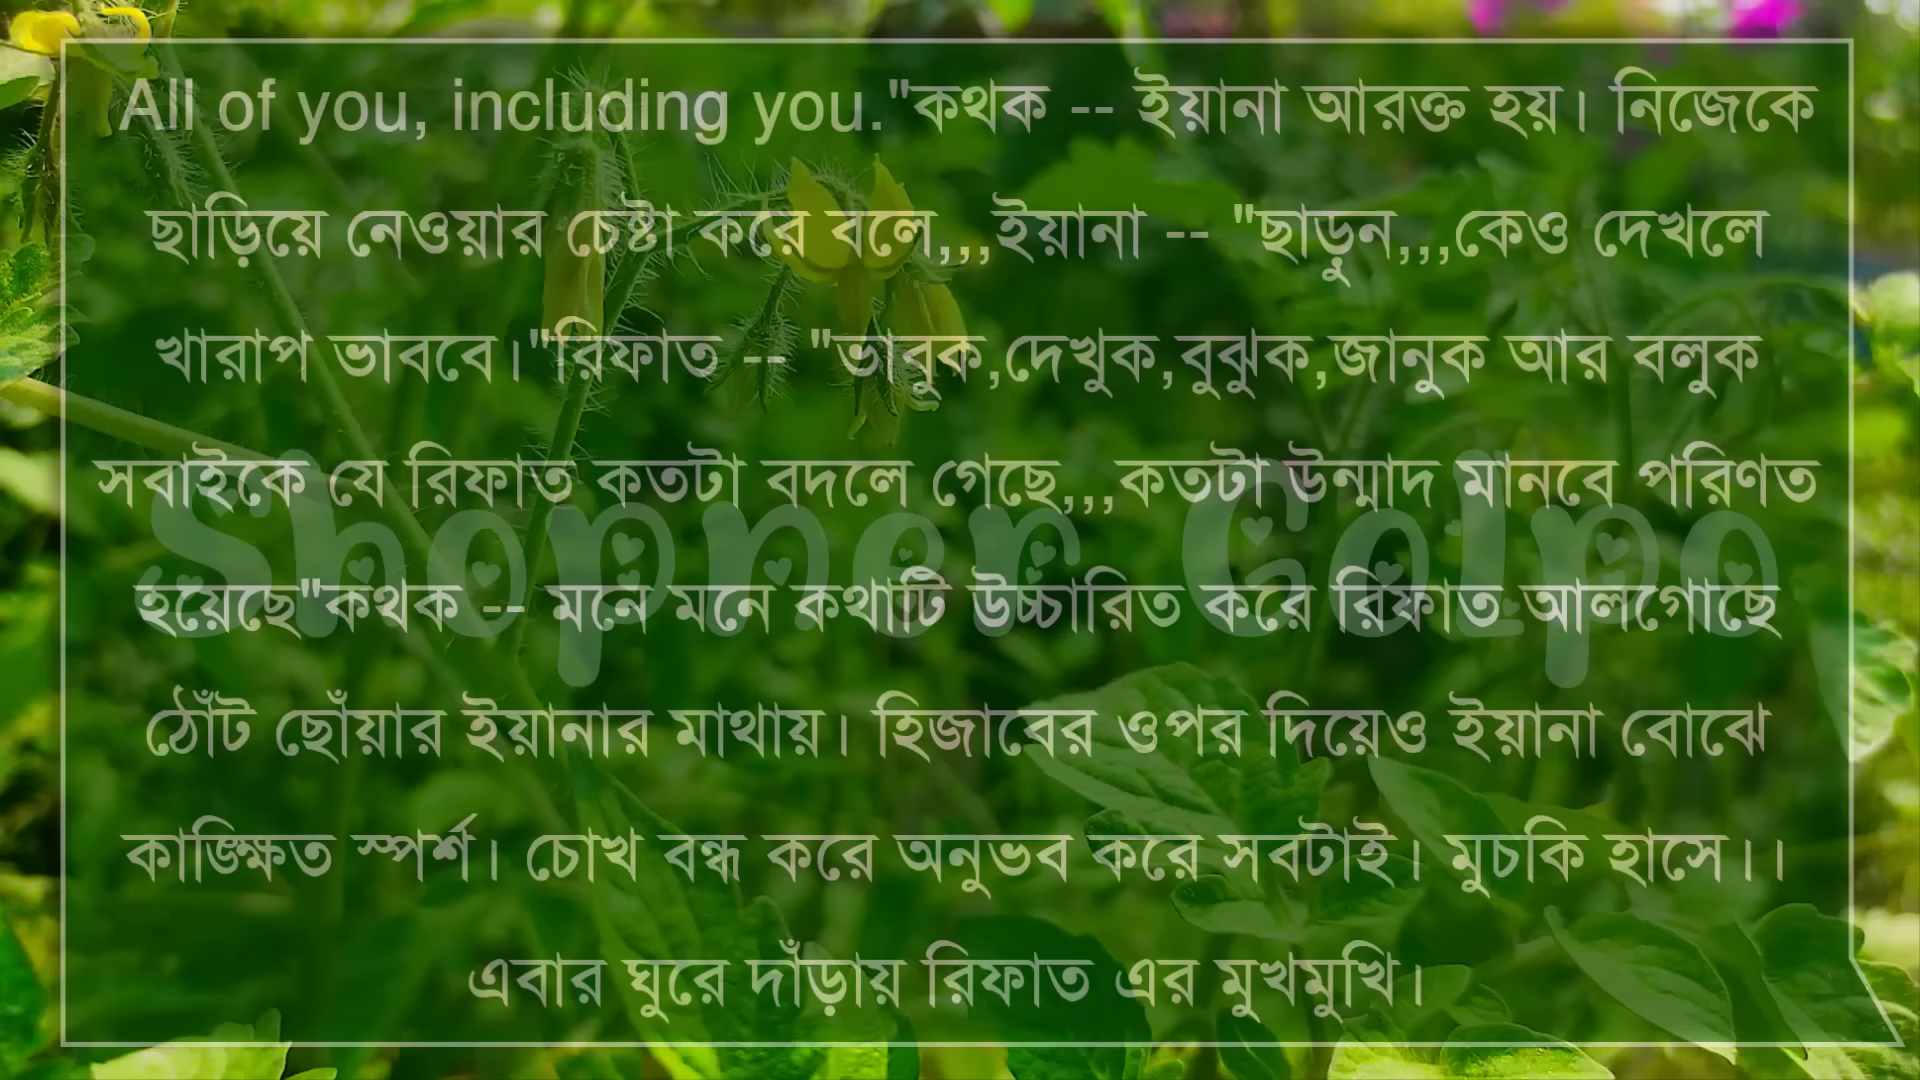 All of you, including you."কথক -- ইয়ানা আরক্ত হয়। নিজেকে
ছাড়িয়ে নেওয়ার চেষ্টা করে বলে,,,ইয়ানা -- "ছাড়ুন,,,কেও দেখলে
খারাপ ভাববে।"রিফাত -- "ভাবুক,দেখুক,বুঝুক,জানুক আর বলুক
সবাইকে যে রিফাত কতটা বদলে গেছে,,,কতটা উন্মাদ মানবে পরিণত
Shopner Golpo
হয়েছে"কথক -- মনে মনে কথাটি উচ্চারিত করে রিফাত আলগোছে
ঠোঁট ছোঁয়ার ইয়ানার মাথায়। হিজাবের ওপর দিয়েও ইয়ানা বোঝে
কাঙ্ক্ষিত স্পর্শ। চোখ বন্ধ করে অনুভব করে সবটাই। মুচকি হাসে।।
এবার ঘুরে দাঁড়ায় রিফাত এর মুখমুখি।